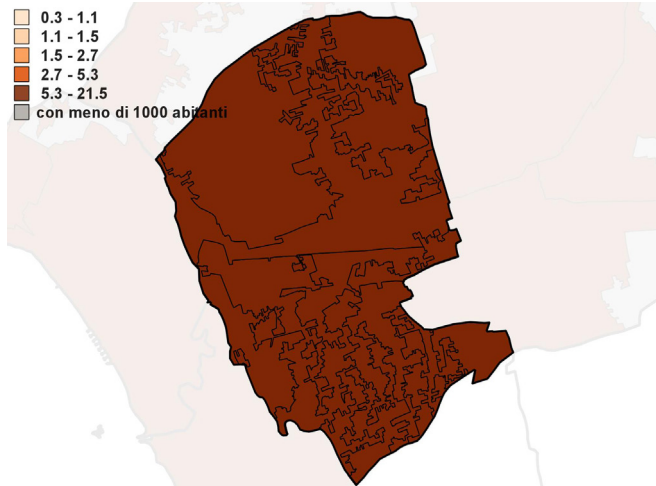 0.3 - 1.1
1.1 - 1.5
1.5 - 2.7
2.7 - 5.3
5.3 - 21.5
con meno di 1000 abitanti